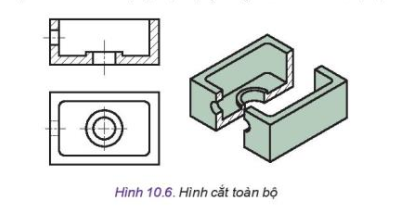 Hình 10.6. Hình cắt toàn bộ